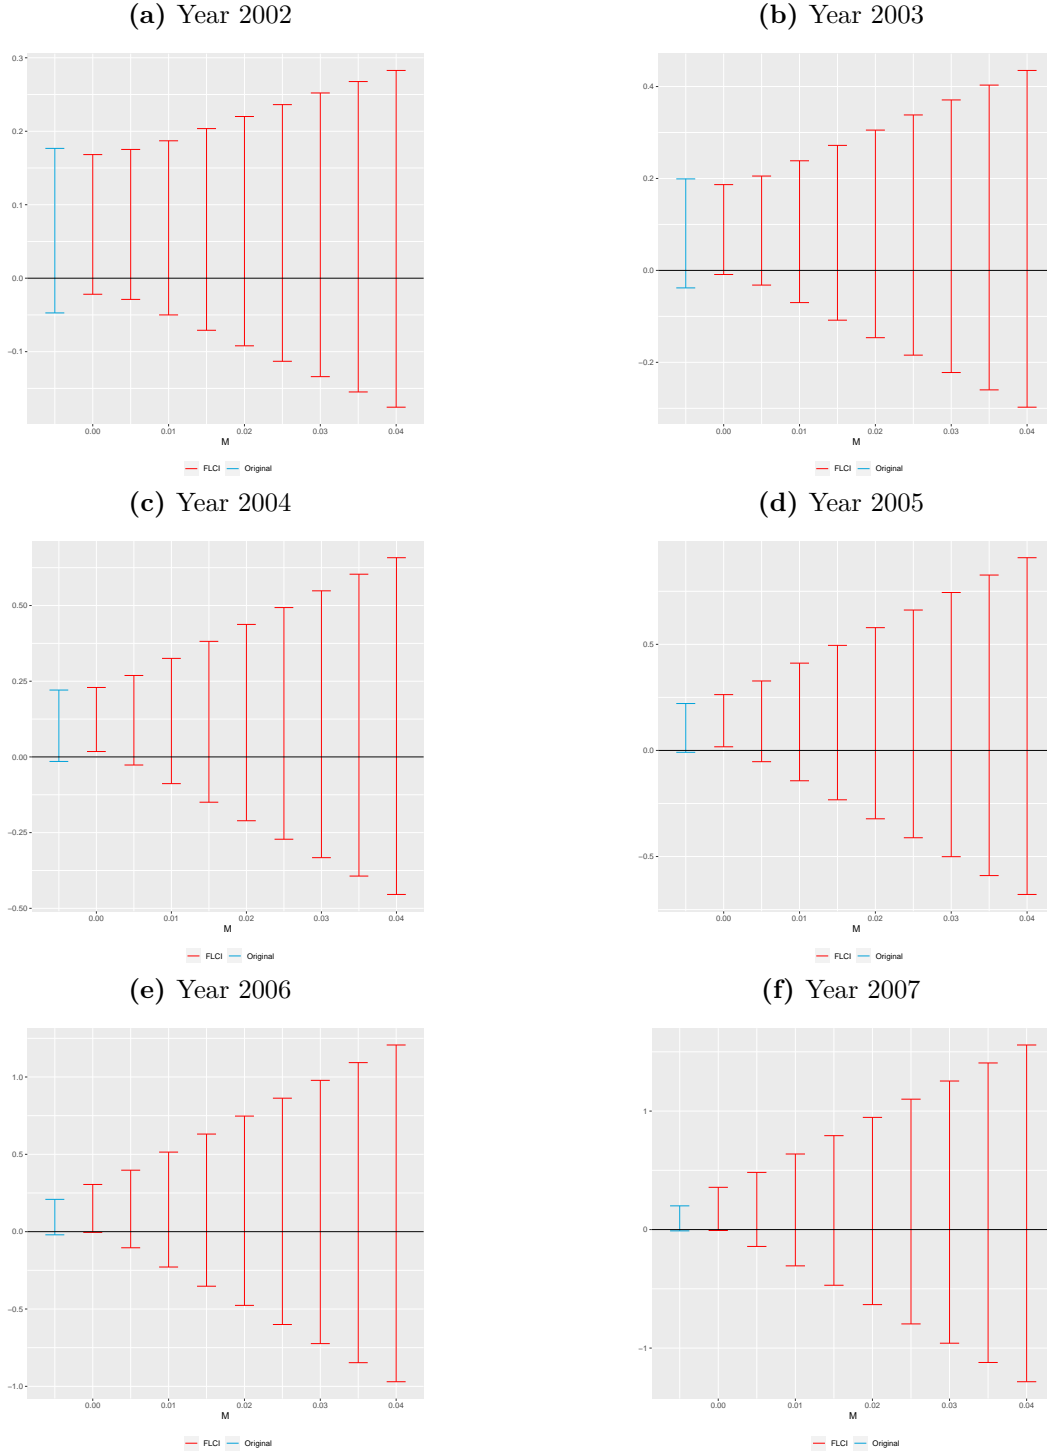 (a) Year 2002
(b) Year 2003
0.3
0.2
0.1
0.0
−0.1
0.00 0.01 0.02 0.03 0.04
M
FLCI Original
0.4
0.2
0.0
−0.2
0.00 0.01 0.02 0.03 0.04
M
FLCI Original
(c) Year 2004
(d) Year 2005
0.50
0.25
0.00
−0.25
−0.50
0.00 0.01 0.02 0.03 0.04
M
FLCI Original
0.5
0.0
−0.5
0.00 0.01 0.02 0.03 0.04
M
FLCI Original
(e) Year 2006
(f) Year 2007
1.0
0.5
0.0
−0.5
−1.0
0.00 0.01 0.02 0.03 0.04
M
FLCI Original
1
0
−1
0.00 0.01 0.02 0.03 0.04
M
FLCI Original